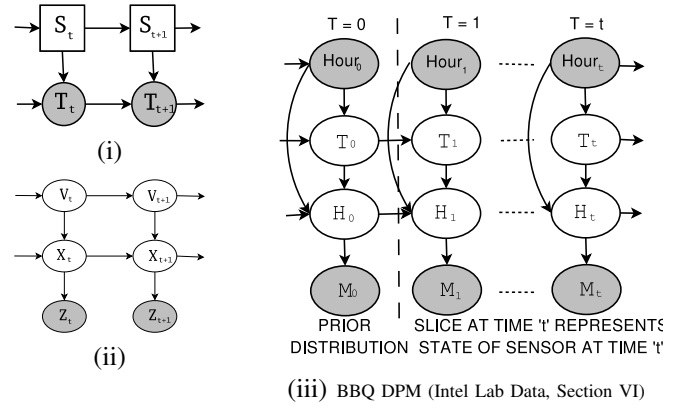 S_t S_t+1
T_t T_t+1
(i)
V_t V_t+1
X_t X_t+1
Z_t Z_t+1
(ii)
T = 0 T = 1 T = t
Hour_0 Hour_1 Hour_t
T_0 T_1 T_t
H_0 H_1 H_t
M_0 M_1 M_t
PRIOR SLICE AT TIME 't' REPRESENTS
DISTRIBUTION STATE OF SENSOR AT TIME 't'
(iii) BBQ DPM (Intel Lab Data, Section VI)